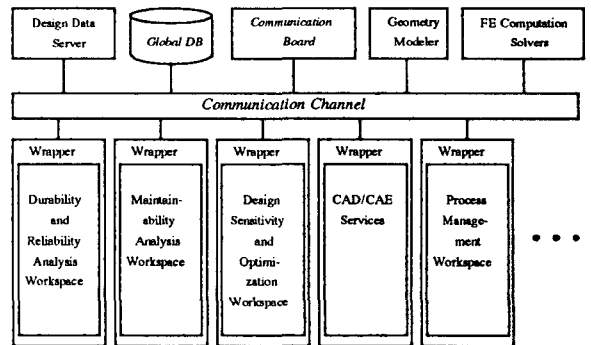 Design Data
Server
Global DB
Communication
Board
Geometry
Modeler
FE Computation
Solvers
Communication Channel
Wrapper
Durability
and
Reliability
Analysis
Workspace
Wrapper
Maintain-
ability
Analysis
Workspace
Wrapper
Design
Sensitivity
and
Optimi-
zation
Workspace
Wrapper
CAD/CAE
Services
Wrapper
Process
Manage-
ment
Workspace
• • •